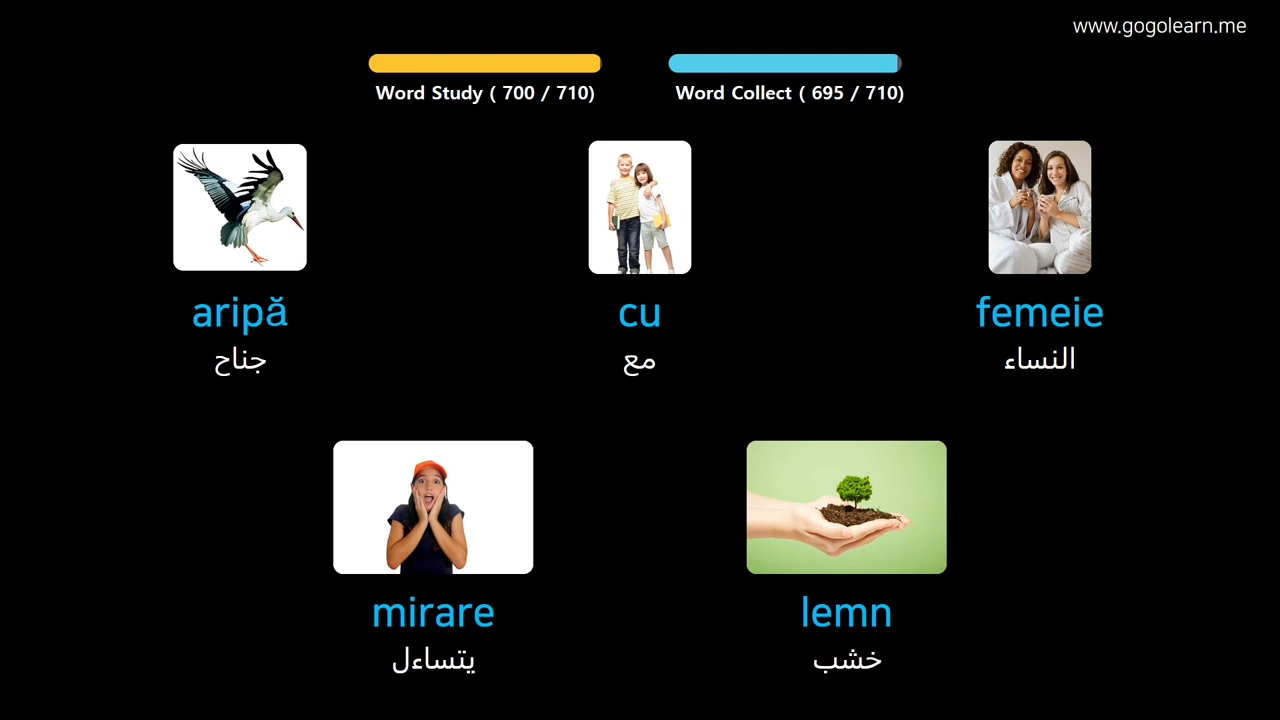 www.gogolearn.me
Word Study ( 700 / 710)
Word Collect ( 695 / 710)
aripă
جناح
cu
مع
femeie
النساء
mirare
يتساءل
lemn
خشب